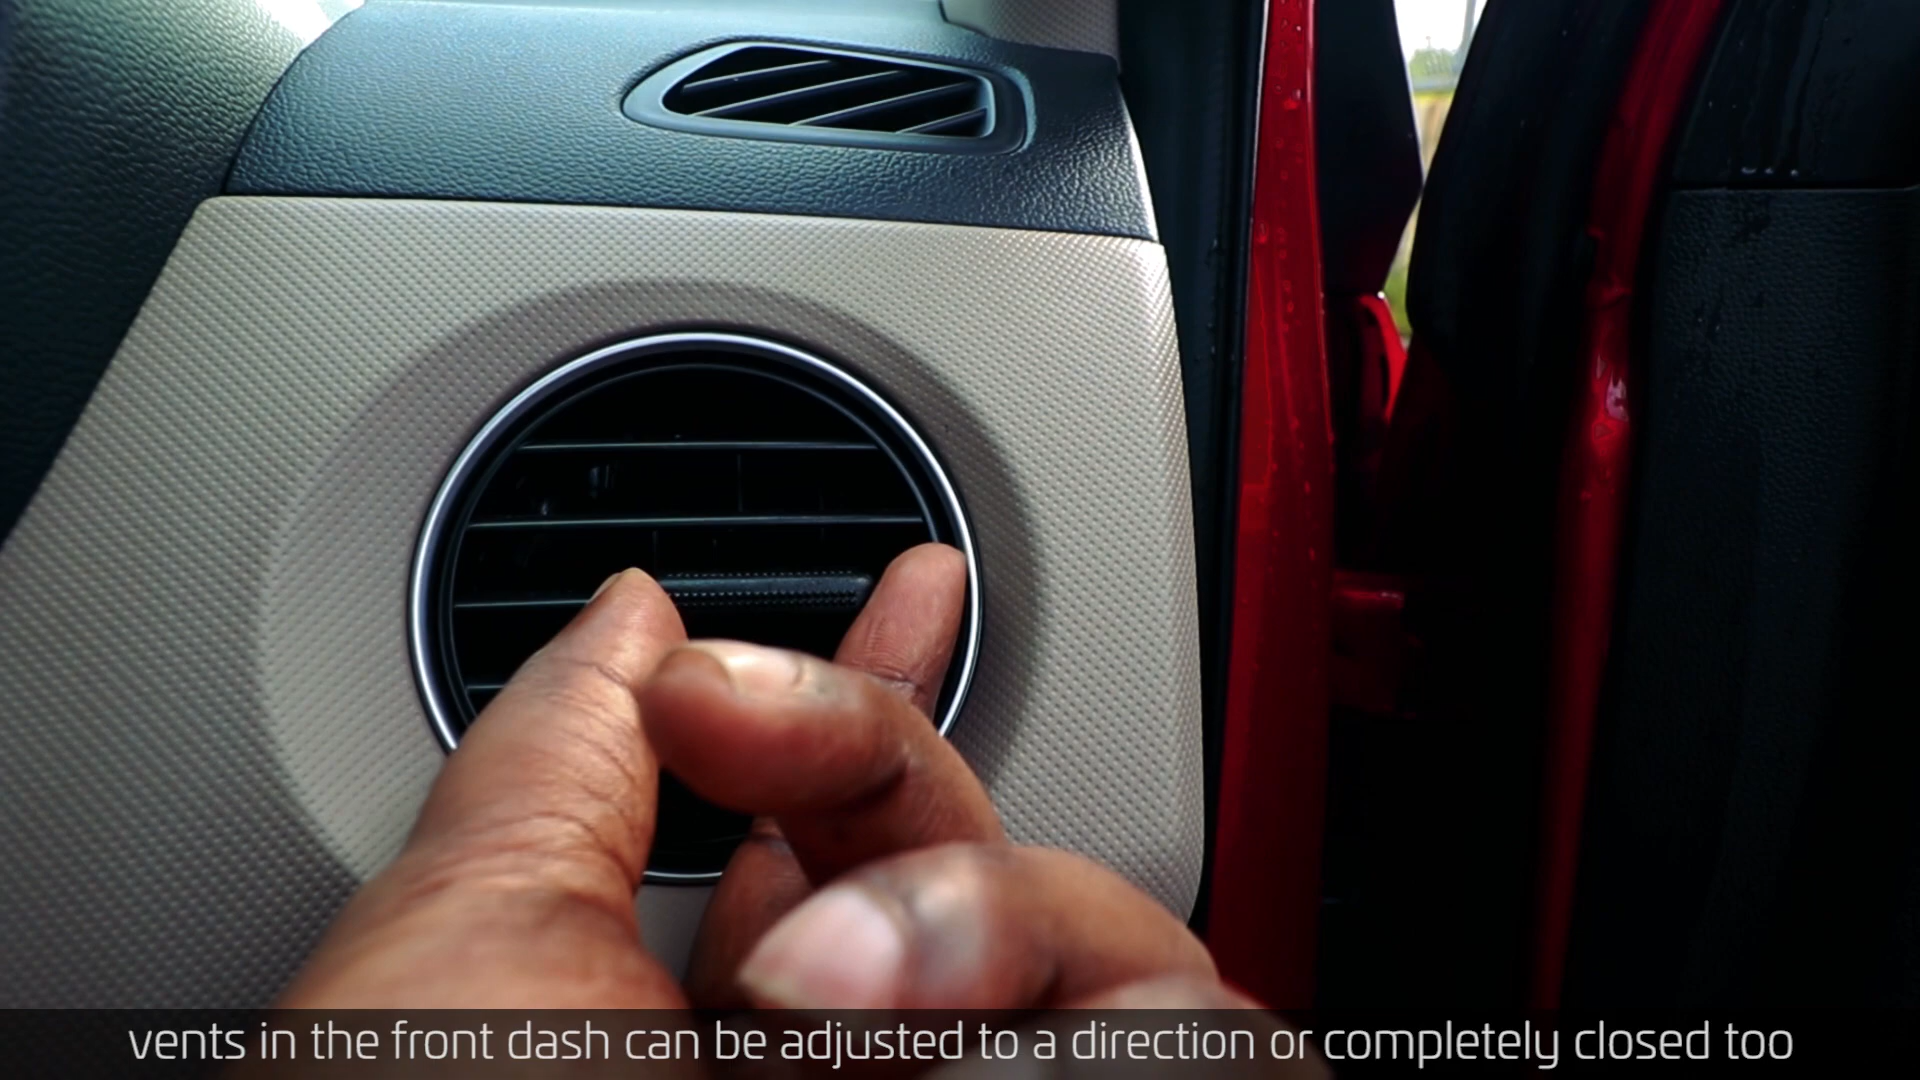 vents in the front dash can be adjusted to a direction or completely closed too